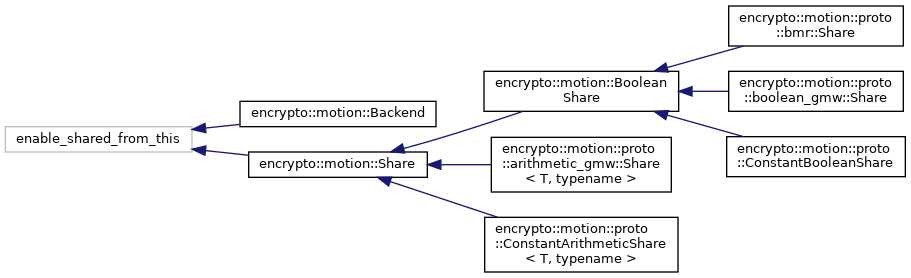 enable_shared_from_this
encrypto::motion::Backend
encrypto::motion::Share
encrypto::motion::Boolean
Share
encrypto::motion::proto
::arithmetic_gmw::Share
< T, typename >
encrypto::motion::proto
::ConstantArithmeticShare
< T, typename >
encrypto::motion::proto
::bmr::Share
encrypto::motion::proto
::boolean_gmw::Share
encrypto::motion::proto
::ConstantBooleanShare